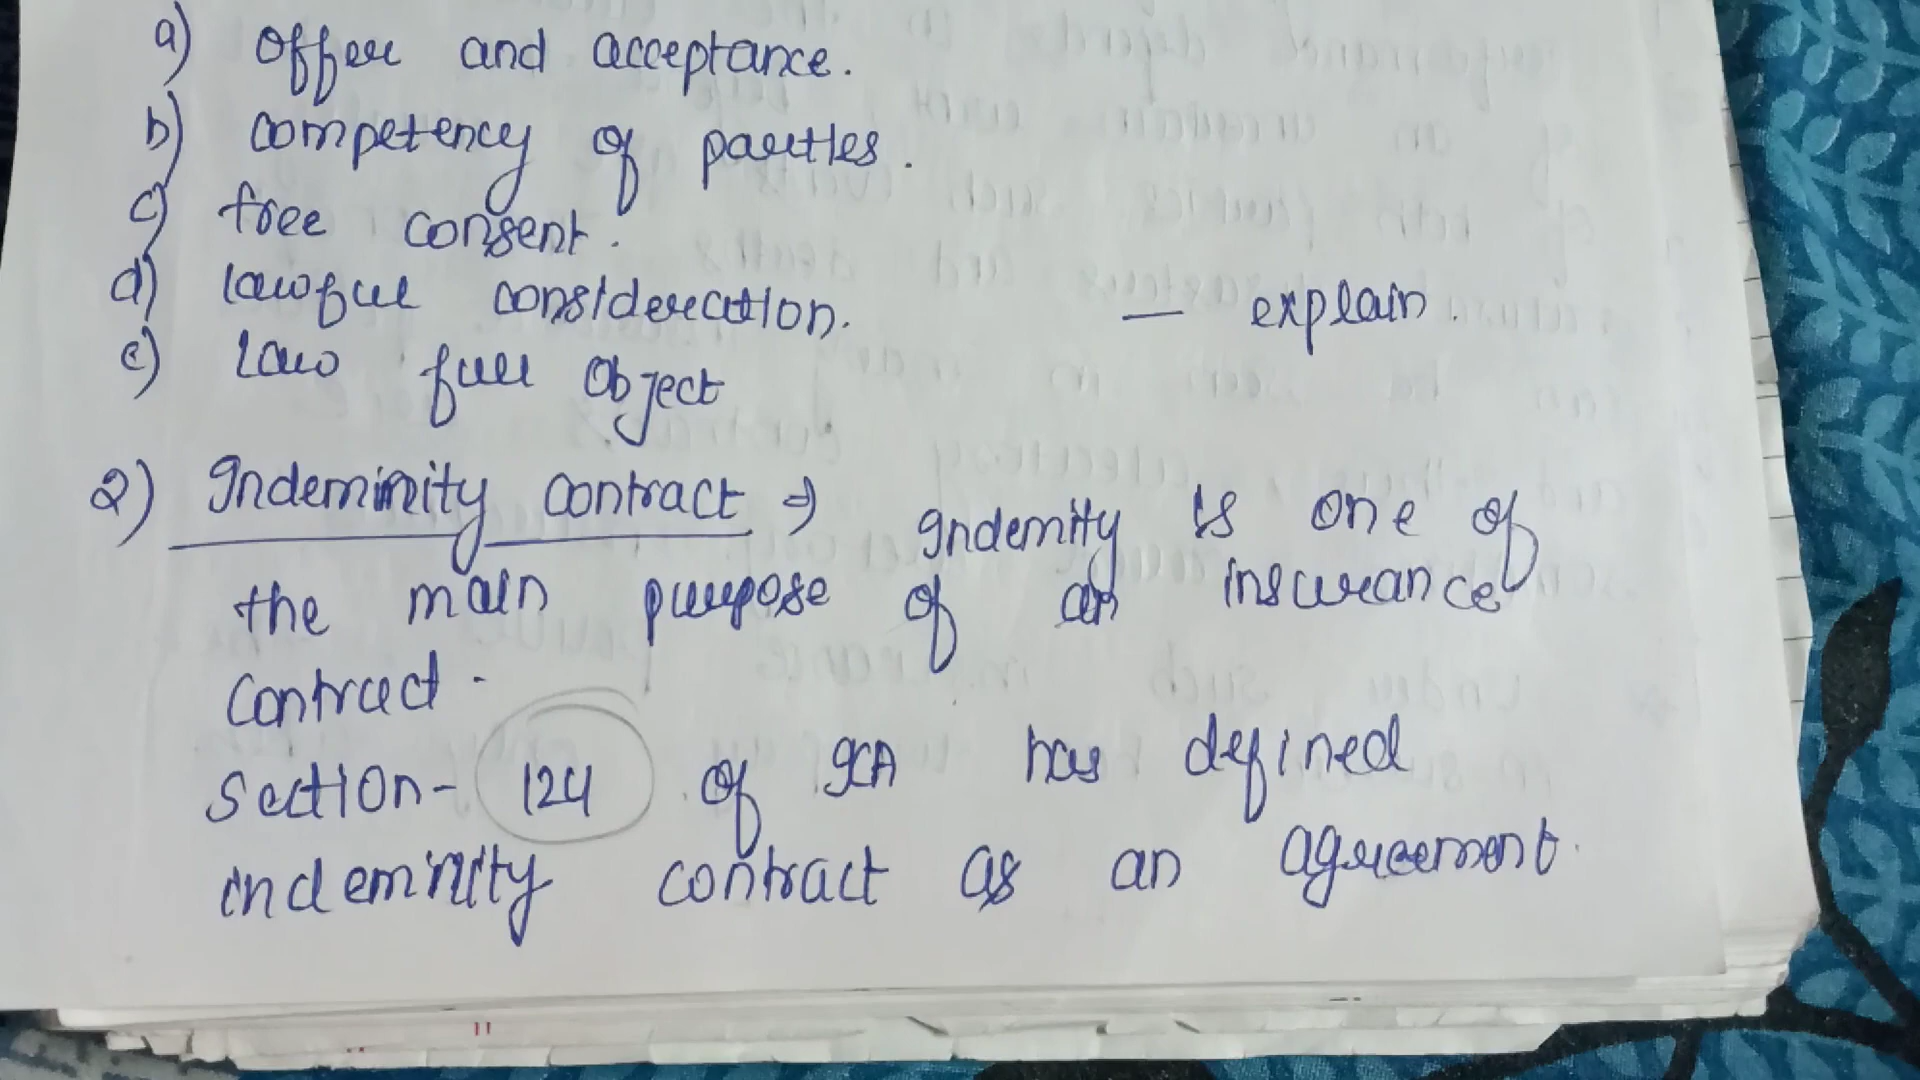 a) offer and acceptance.
b) competency of parties.
c) free consent.
d) lawful consideration. — explain.
e) law full object
2) Indeminity contract ⇒ Indemity is one of
the main purpose of an insurance
contract.
Section- 124 of ICA has defined
indeminity contract as an agreement.